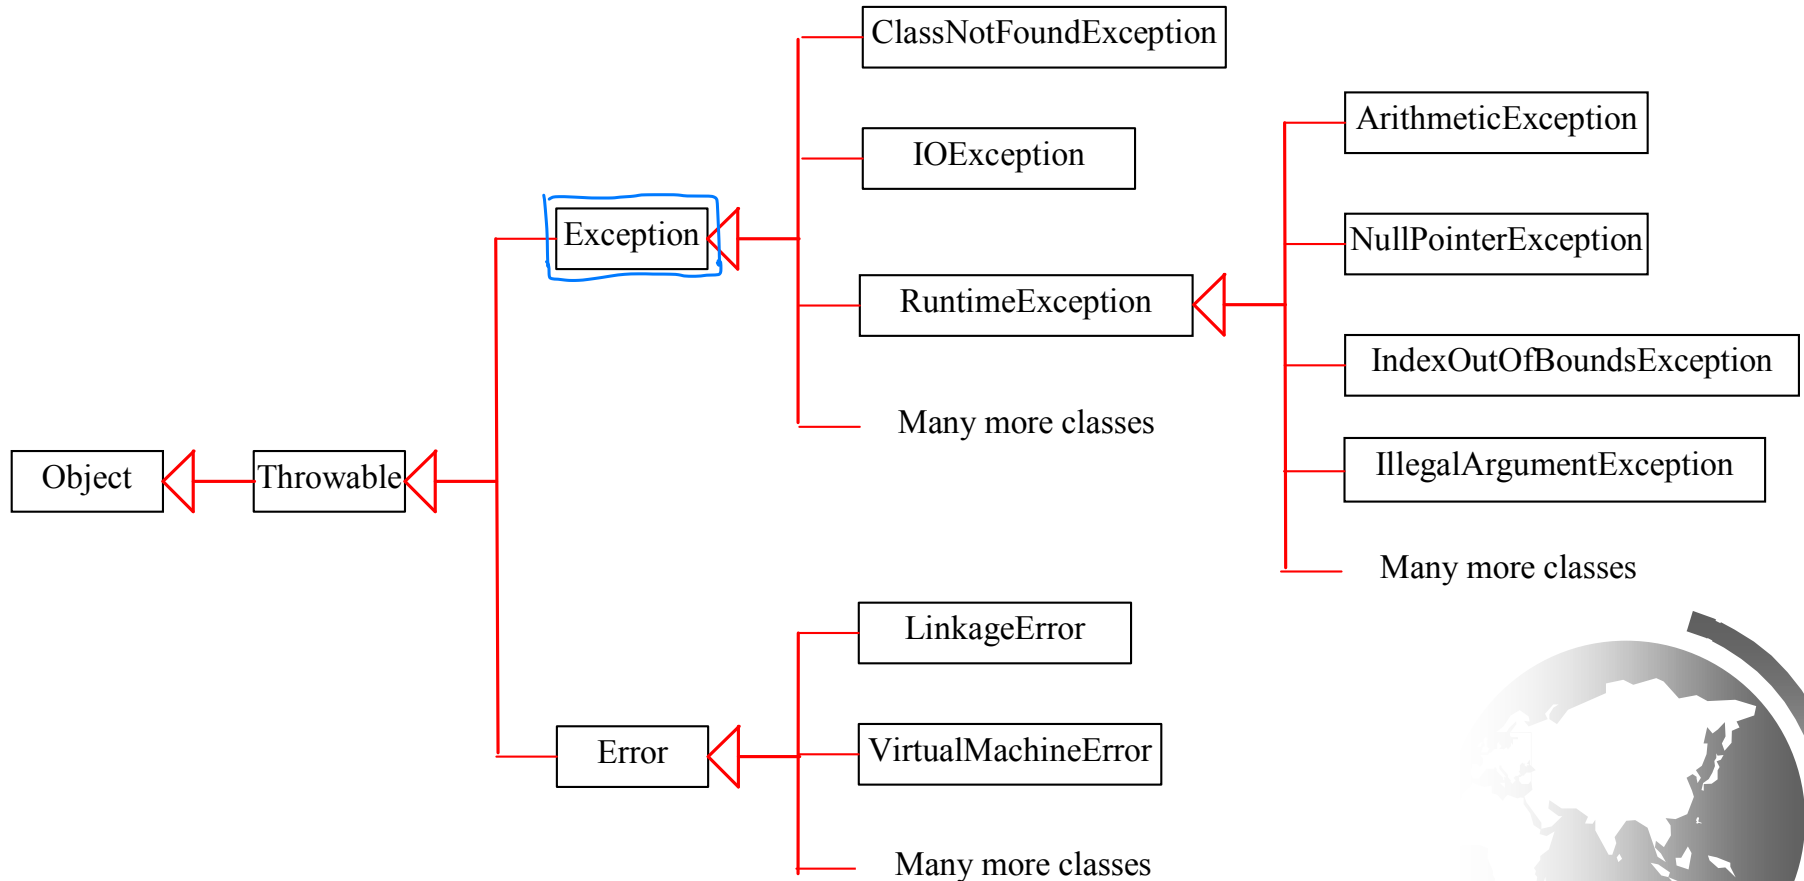 ClassNotFoundException
ArithmeticException
IOException
NullPointerException
Exception
RuntimeException
IndexOutOfBoundsException
Many more classes
IllegalArgumentException
Object
Throwable
Many more classes
LinkageError
Error
VirtualMachineError
Many more classes